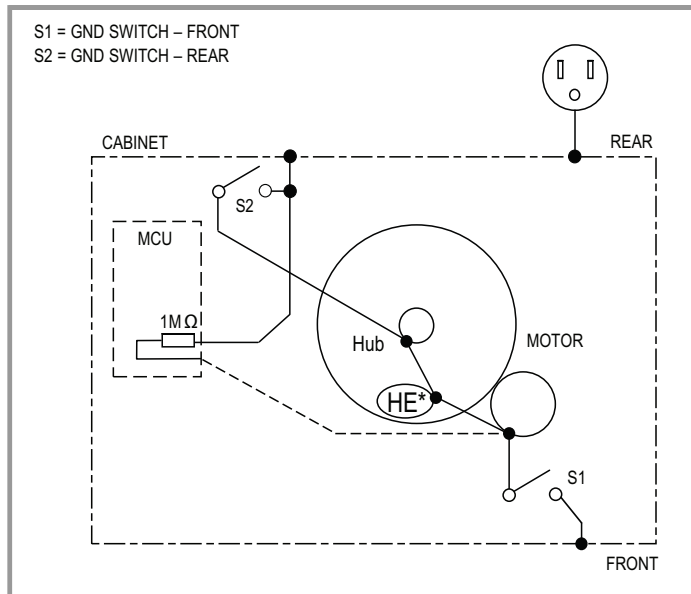 S1 = GND SWITCH – FRONT
S2 = GND SWITCH – REAR
CABINET
REAR
S2
MCU
1M Ω
Hub
MOTOR
HE*
S1
FRONT